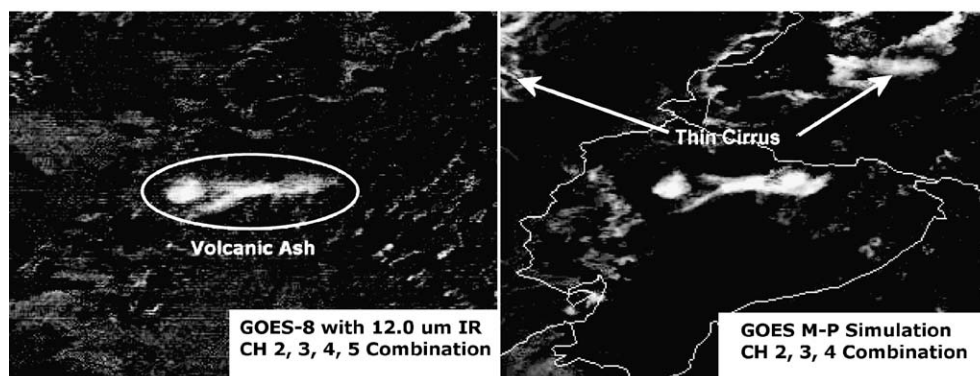 Volcanic Ash
GOES-8 with 12.0 um IR
CH 2, 3, 4, 5 Combination
Thin Cirrus
GOES M-P Simulation
CH 2, 3, 4 Combination